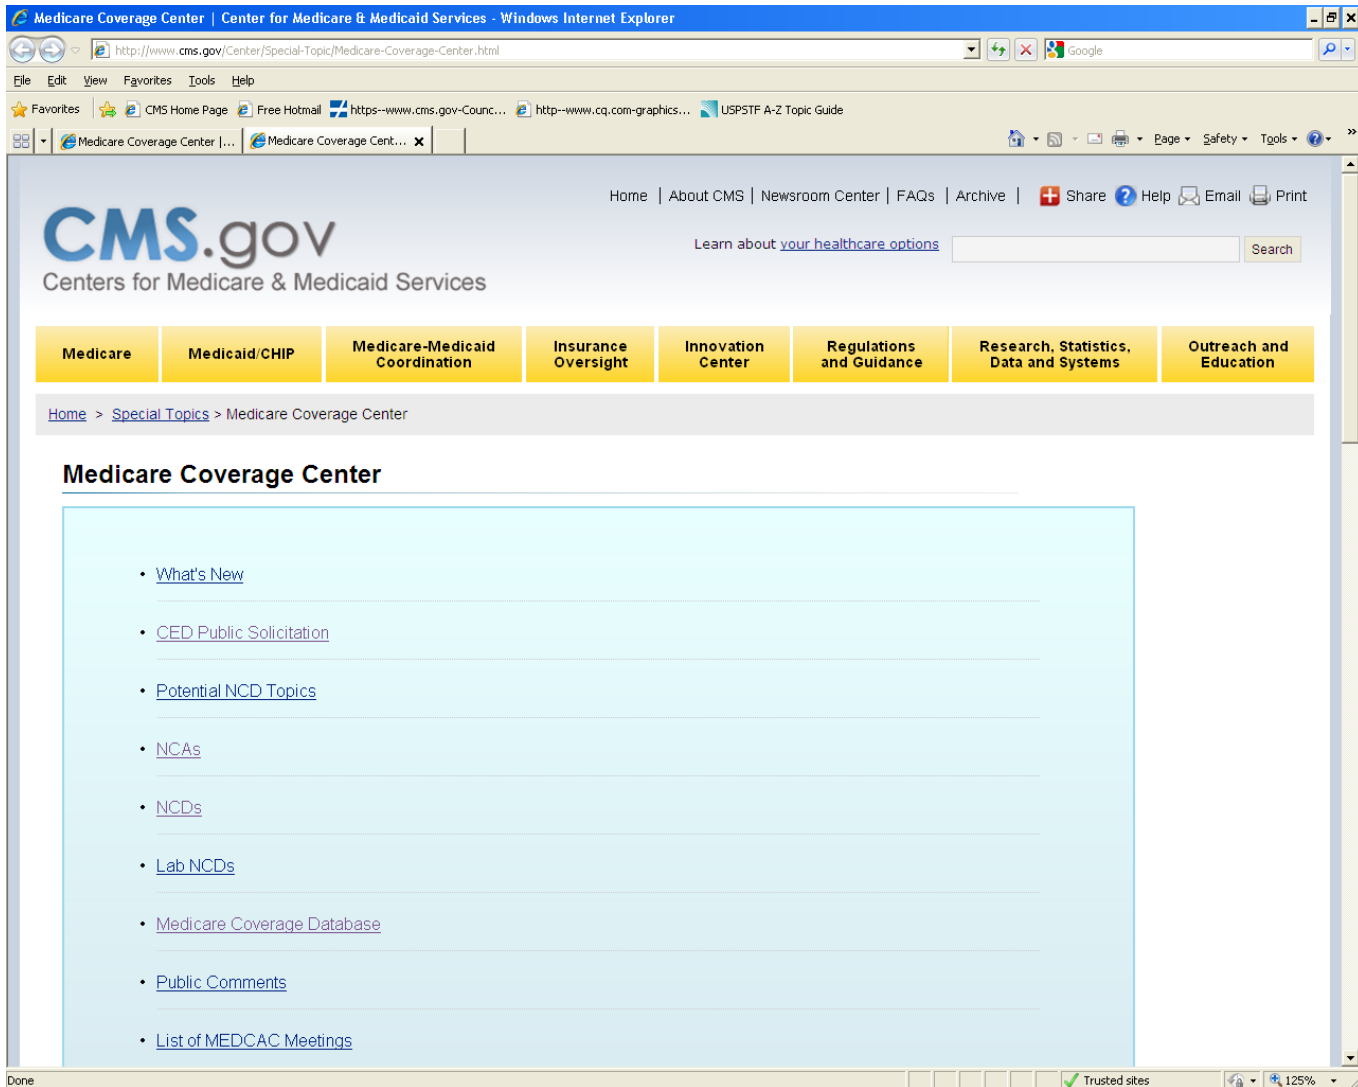 Medicare Coverage Center | Center for Medicare & Medicaid Services - Windows Internet Explorer
http://www.cms.gov/Center/Special-Topic/Medicare-Coverage-Center.html
Google
File Edit View Favorites Tools Help
Favorites CMS Home Page Free Hotmail https--www.cms.gov-Counc... http--www.cq.com-graphics... USPSTF A-Z Topic Guide
Medicare Coverage Center |... Medicare Coverage Cent... X Page Safety Tools »
Home | About CMS | Newsroom Center | FAQs | Archive | Share Help Email Print
CMS.gov
Learn about your healthcare options Search
Centers for Medicare & Medicaid Services
Medicare Medicaid/CHIP Medicare-Medicaid Coordination Insurance Oversight Innovation Center Regulations and Guidance Research, Statistics, Data and Systems Outreach and Education
Home > Special Topics > Medicare Coverage Center
Medicare Coverage Center
• What's New
• CED Public Solicitation
• Potential NCD Topics
• NCAs
• NCDs
• Lab NCDs
• Medicare Coverage Database
• Public Comments
• List of MEDCAC Meetings
Done Trusted sites 125%